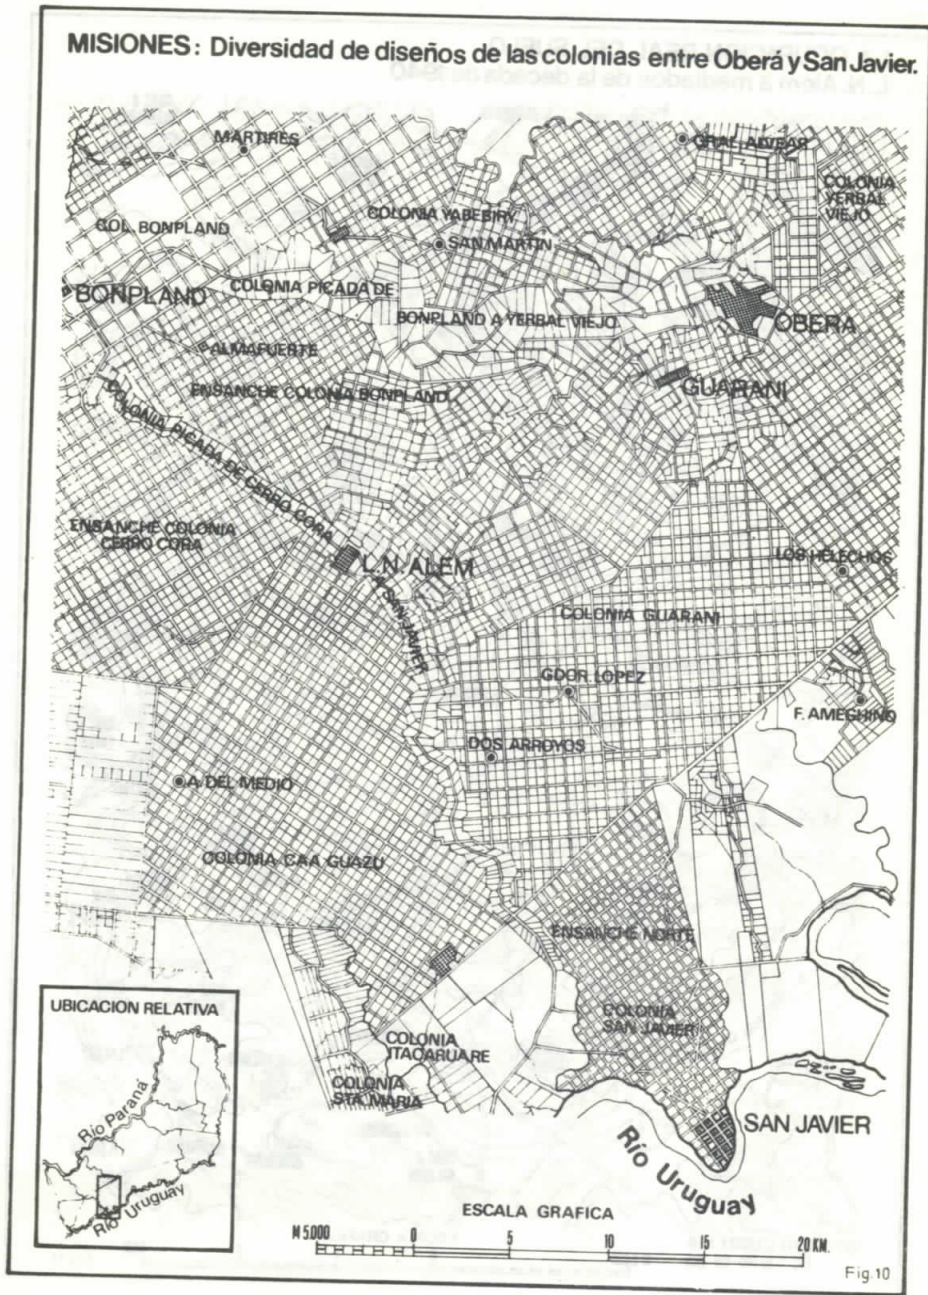 MISIONES: Diversidad de diseños de las colonias entre Oberá y San Javier.
MARTIRES
GRAL. ALVEAR
COLONIA
YERBAL
VIEJO
COLONIA YABEBIRY
COL. BONPLAND
SAN MARTIN
BONPLAND
COLONIA PICADA DE
BONPLAND A YERBAL VIEJO
OBERA
ALMAFUERTE
GUARANI
ENSANCHE COLONIA BONPLAND
COLONIA PICADA DE CERRO CORA
ENSANCHE COLONIA
CERRO CORA
L.N. ALEM
A SAN JAVIER
LOS HELECHOS
COLONIA GUARANI
GDOR. LOPEZ
F. AMEGHINO
DOS ARROYOS
A. DEL MEDIO
COLONIA CAA GUAZU
ENSANCHE NORTE
COLONIA
SAN JAVIER
COLONIA
ITACARUARE
COLONIA
STA. MARIA
SAN JAVIER
Río Uruguay
UBICACION RELATIVA
Río Paraná
Río Uruguay
ESCALA GRAFICA
M 5.000 0 5 10 15 20 KM.
Fig.10